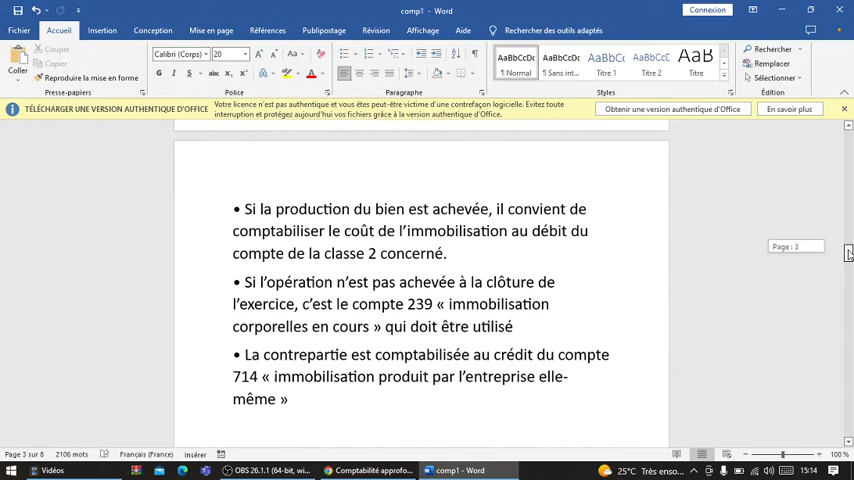 comp1 - Word
Connexion
Fichier Accueil Insertion Conception Mise en page Références Publipostage Révision Affichage Aide Rechercher des outils adaptés
Couper
Copier
Coller
Reproduire la mise en forme
Presse-papiers
Calibri (Corps) 20
Police
Paragraphe
AaBbCcDc AaBbCcDc AaBbCc AaBbCcD AaB
¶ Normal ¶ Sans int... Titre 1 Titre 2 Titre
Styles
Rechercher
Remplacer
Sélectionner
Édition
TÉLÉCHARGER UNE VERSION AUTHENTIQUE D'OFFICE
Votre licence n'est pas authentique et vous êtes peut-être victime d'une contrefaçon logicielle. Evitez toute
interruption et protégez aujourd'vos fichiers grâce à la version authentique d'Office.
Obtenir une version authentique d'Office
En savoir plus
• Si la production du bien est achevée, il convient de
comptabiliser le coût de l'immobilisation au débit du
compte de la classe 2 concerné.
• Si l'opération n'est pas achevée à la clôture de
l'exercice, c'est le compte 239 « immobilisation
corporelles en cours » qui doit être utilisé
• La contrepartie est comptabilisée au crédit du compte
714 « immobilisation produit par l'entreprise elle-
même »
Page : 3
Page 3 sur 8 2106 mots Français (France) Insérer 100 %
Vidéos OBS 26.1.1 (64-bit, wi... Comptabilité approfo... comp1 - Word 25°C Très enso... 15:14